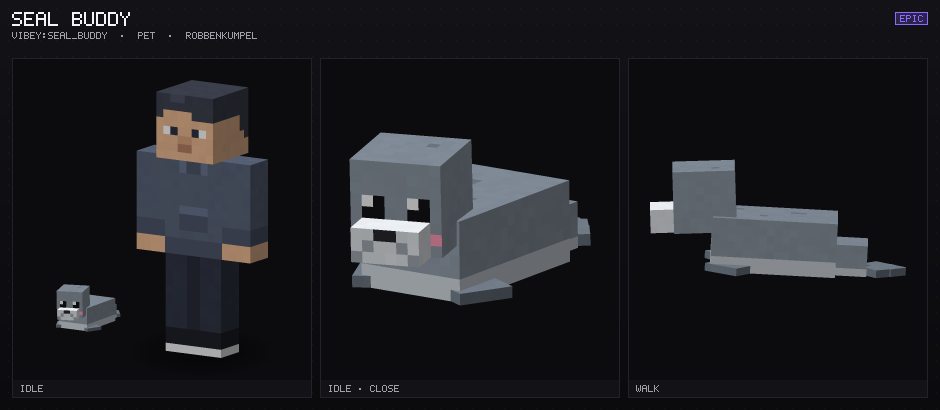 SEAL BUDDY
EPIC
VIBEY:SEAL_BUDDY • PET • ROBBENKUMPEL
IDLE
IDLE • CLOSE
WALK